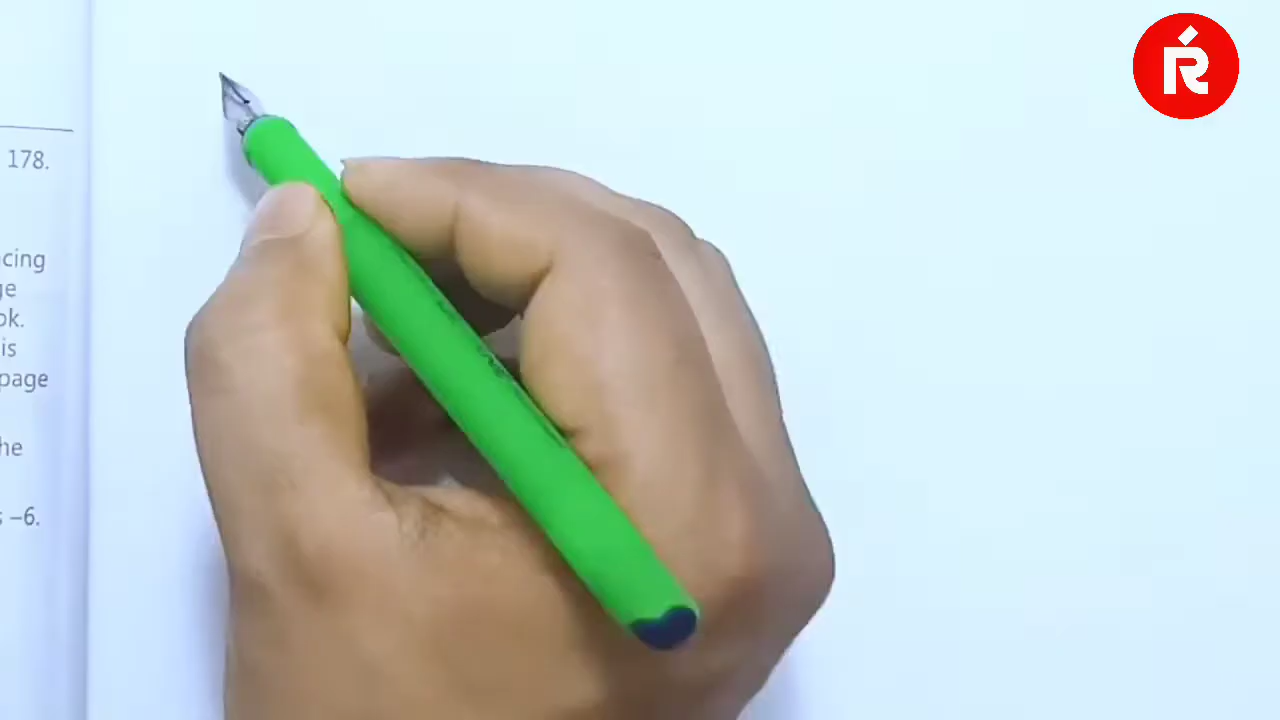 178.
cing
ge
ok.
is
page
he
s –6.
Ŕ